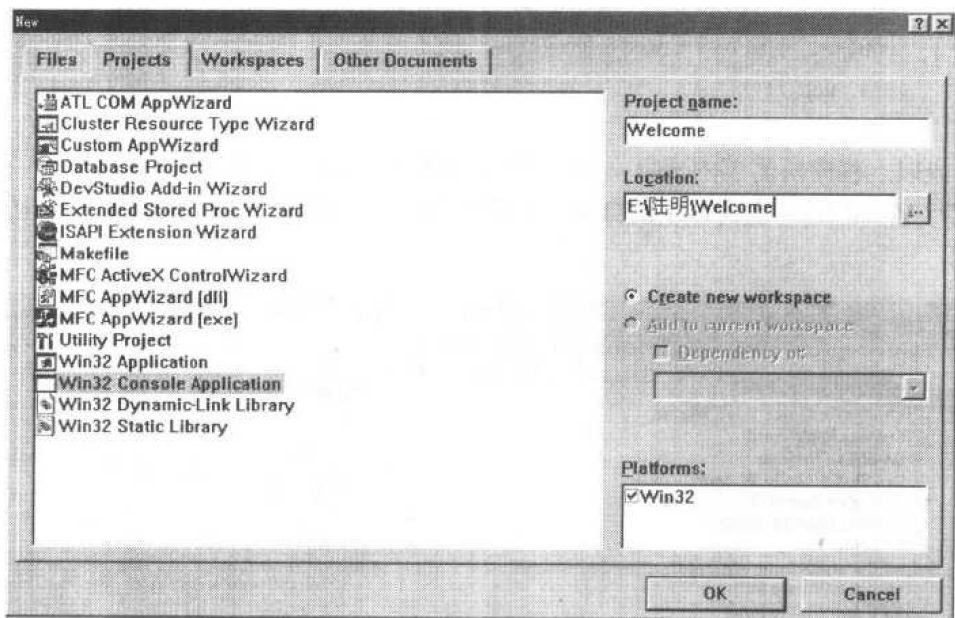 New
Files Projects Workspaces Other Documents
ATL COM AppWizard
Cluster Resource Type Wizard
Custom AppWizard
Database Project
DevStudio Add-in Wizard
Extended Stored Proc Wizard
ISAPI Extension Wizard
Makefile
MFC ActiveX ControlWizard
MFC AppWizard (dll)
MFC AppWizard (exe)
Utility Project
Win32 Application
Win32 Console Application
Win32 Dynamic-Link Library
Win32 Static Library
Project name:
Welcome
Location:
E:\陆明\Welcome
...
Create new workspace
Add to current workspace
Dependency of:
Platforms:
Win32
OK Cancel